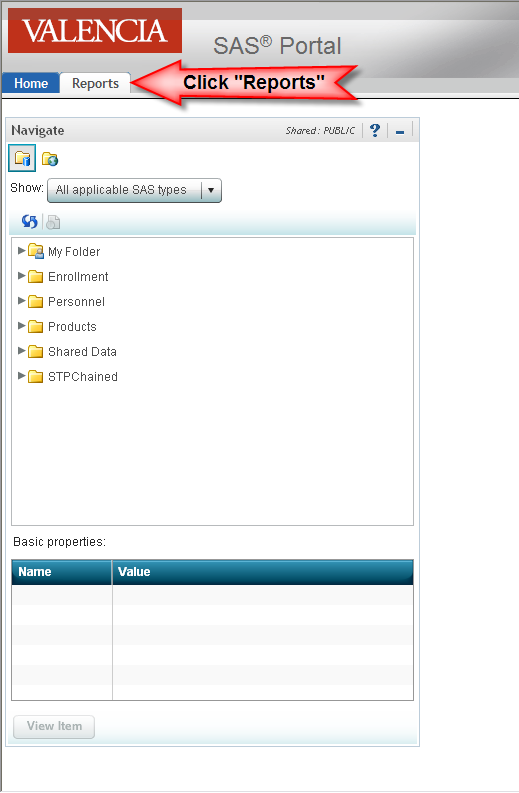 VALENCIA
SAS® Portal
Home Reports Click "Reports"
Navigate Shared : PUBLIC ?
Show: All applicable SAS types
My Folder
Enrollment
Personnel
Products
Shared Data
STPChained
Basic properties:
Name Value
View Item